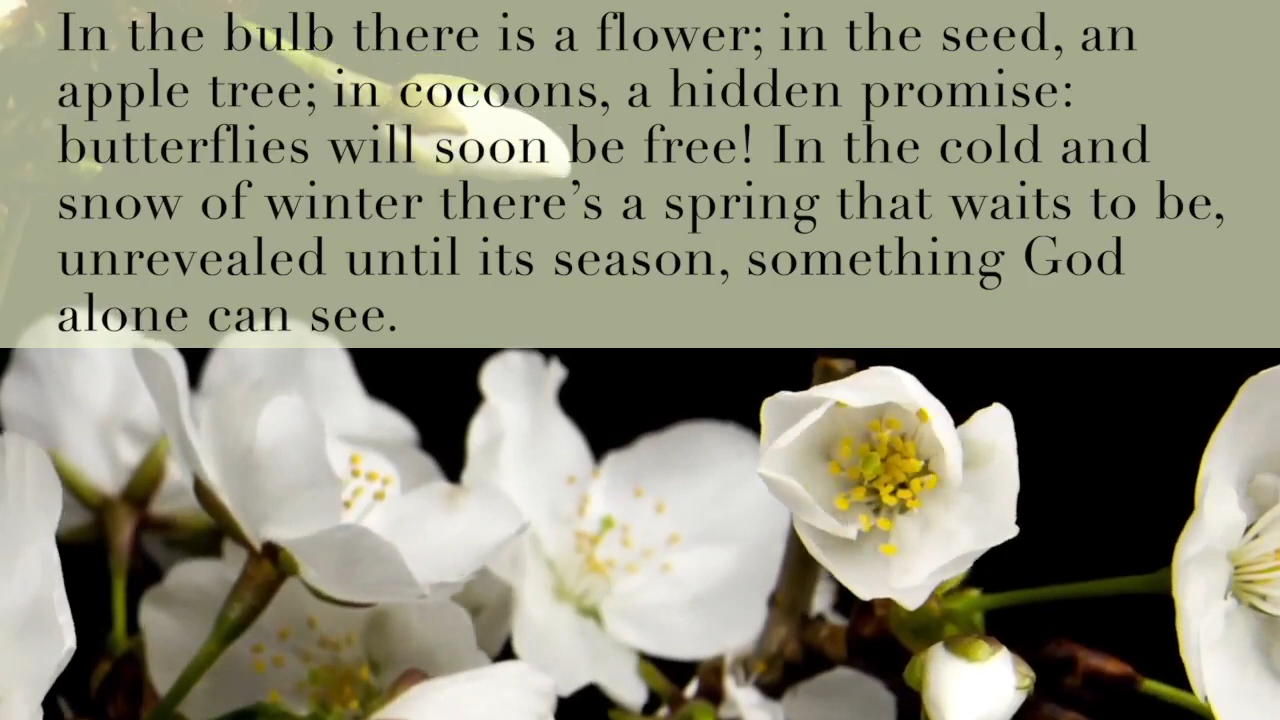 In the bulb there is a flower; in the seed, an
apple tree; in cocoons, a hidden promise:
butterflies will soon be free! In the cold and
snow of winter there’s a spring that waits to be,
unrevealed until its season, something God
alone can see.